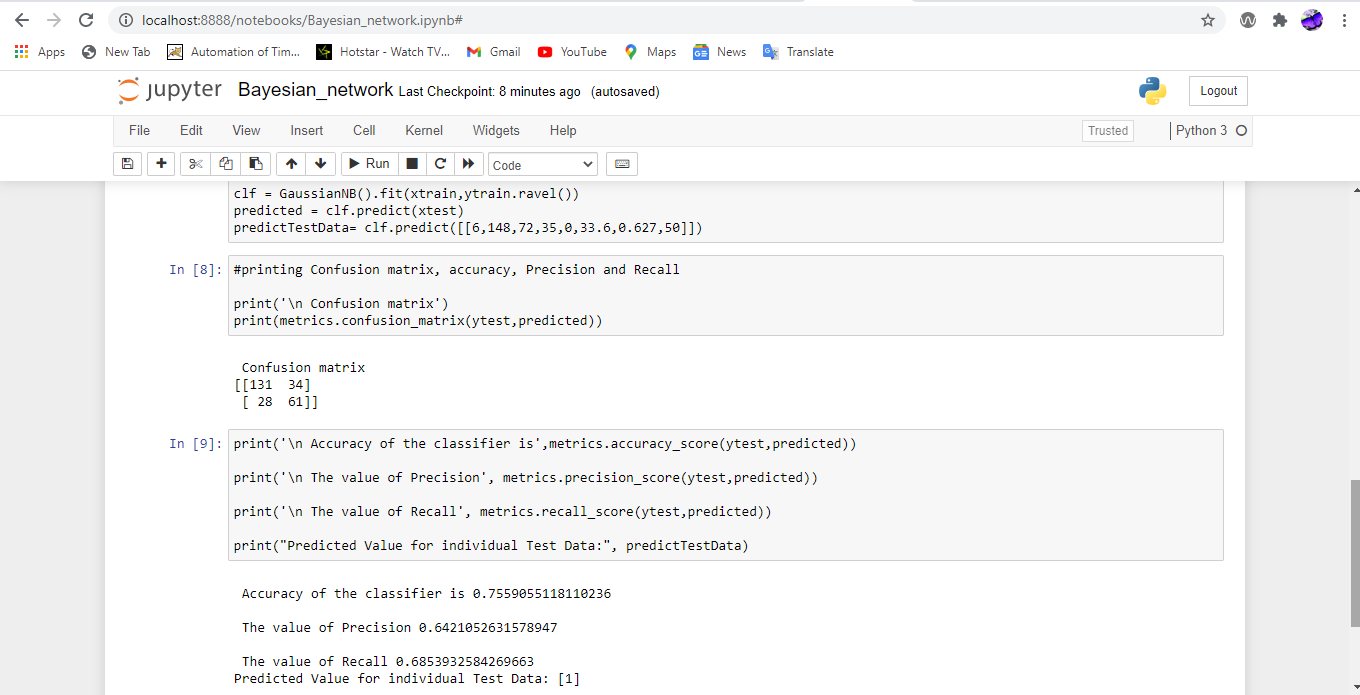 localhost:8888/notebooks/Bayesian_network.ipynb#
Apps New Tab Automation of Tim... Hotstar - Watch TV... Gmail YouTube Maps News Translate
jupyter Bayesian_network Last Checkpoint: 8 minutes ago (autosaved) Logout
File Edit View Insert Cell Kernel Widgets Help Trusted Python 3
Run Code
clf = GaussianNB().fit(xtrain,ytrain.ravel())
predicted = clf.predict(xtest)
predictTestData= clf.predict([[6,148,72,35,0,33.6,0.627,50]])
In [8]: #printing Confusion matrix, accuracy, Precision and Recall
print('\n Confusion matrix')
print(metrics.confusion_matrix(ytest,predicted))
Confusion matrix
[[131  34]
[ 28  61]]
In [9]: print('\n Accuracy of the classifier is',metrics.accuracy_score(ytest,predicted))
print('\n The value of Precision', metrics.precision_score(ytest,predicted))
print('\n The value of Recall', metrics.recall_score(ytest,predicted))
print("Predicted Value for individual Test Data:", predictTestData)
Accuracy of the classifier is 0.7559055118110236
The value of Precision 0.6421052631578947
The value of Recall 0.6853932584269663
Predicted Value for individual Test Data: [1]